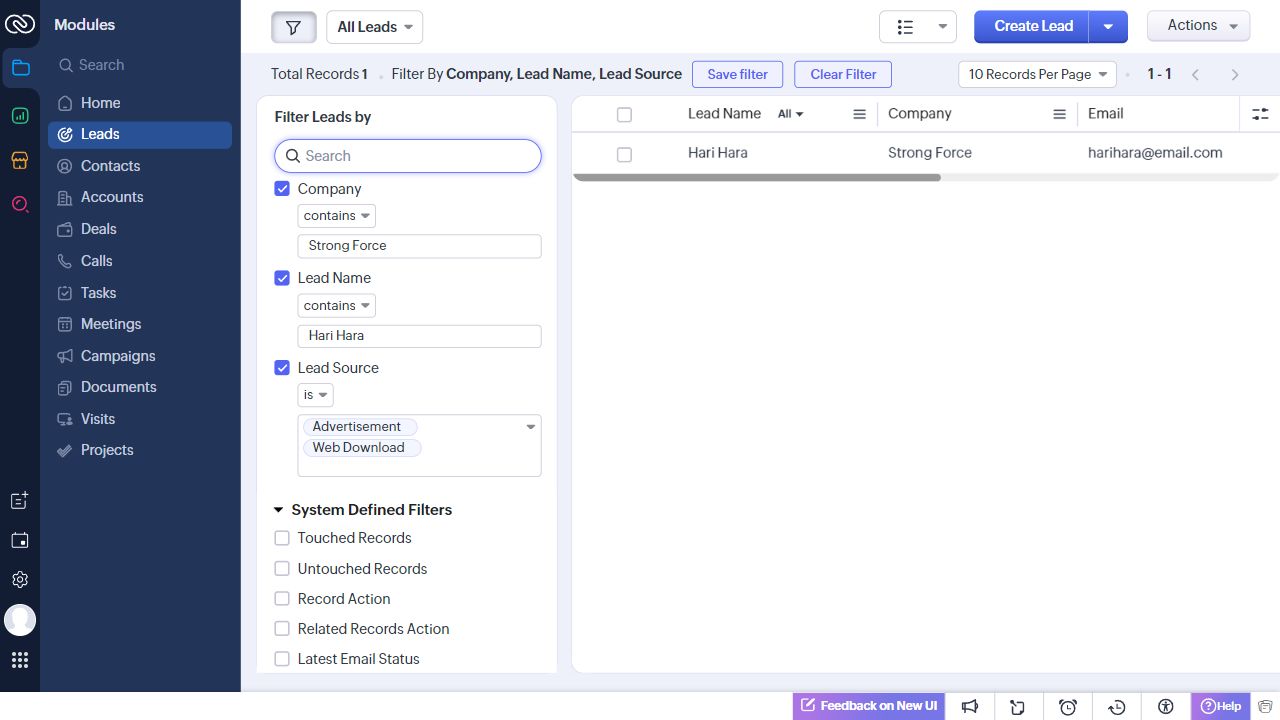 Modules
Search
Home
Leads
Contacts
Accounts
Deals
Calls
Tasks
Meetings
Campaigns
Documents
Visits
Projects
All Leads
Create Lead
Actions
Total Records 1
Filter By Company, Lead Name, Lead Source
Save filter
Clear Filter
10 Records Per Page
1 - 1
Filter Leads by
Search
Company
contains
Strong Force
Lead Name
contains
Hari Hara
Lead Source
is
Advertisement
Web Download
System Defined Filters
Touched Records
Untouched Records
Record Action
Related Records Action
Latest Email Status
Lead Name All Company Email
Hari Hara Strong Force harihara@email.com
Feedback on New UI
Help